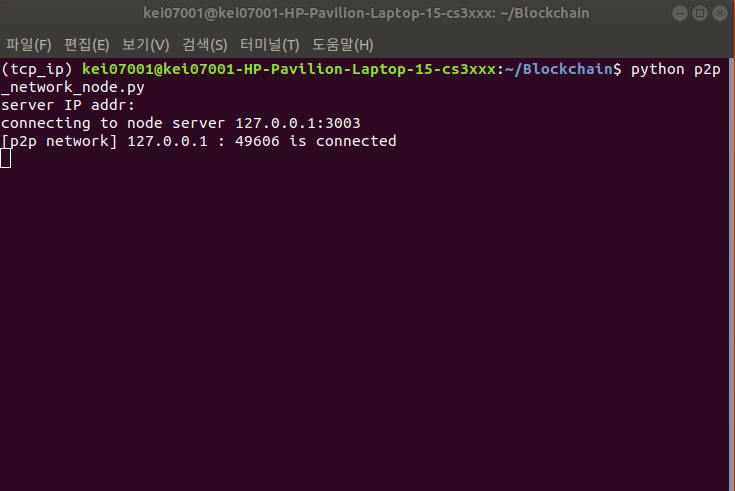 kei07001@kei07001-HP-Pavilion-Laptop-15-cs3xxx: ~/Blockchain
파일(F) 편집(E) 보기(V) 검색(S) 터미널(T) 도움말(H)
(tcp_ip) kei07001@kei07001-HP-Pavilion-Laptop-15-cs3xxx:~/Blockchain$ python p2p
_network_node.py
server IP addr:
connecting to node server 127.0.0.1:3003
[p2p network] 127.0.0.1 : 49606 is connected